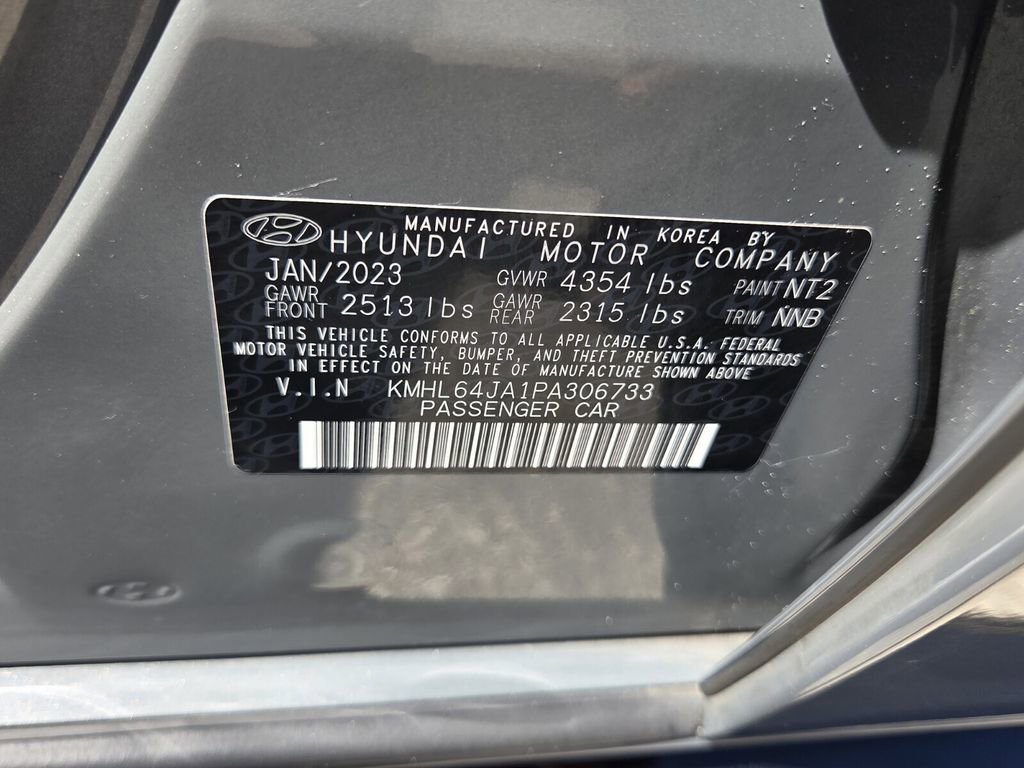 MANUFACTURED IN KOREA BY
HYUNDAI MOTOR COMPANY
JAN/2023 GVWR 4354 lbs PAINT NT2
GAWR FRONT 2513 lbs GAWR REAR 2315 lbs TRIM NNB
THIS VEHICLE CONFORMS TO ALL APPLICABLE U.S.A. FEDERAL
MOTOR VEHICLE SAFETY, BUMPER, AND THEFT PREVENTION STANDARDS
IN EFFECT ON THE DATE OF MANUFACTURE SHOWN ABOVE
V.I.N KMHL64JA1PA306733
PASSENGER CAR